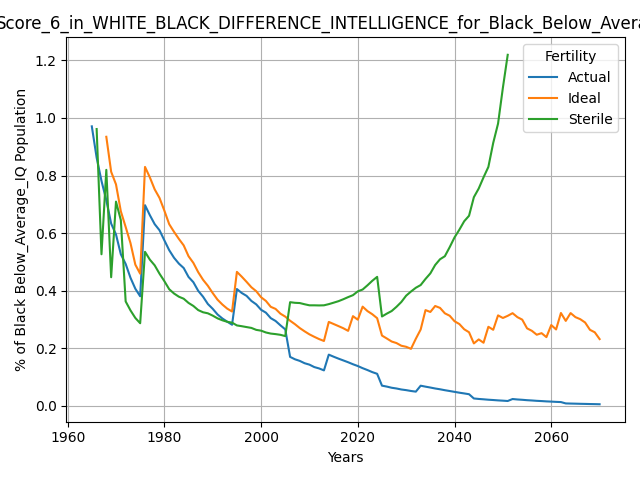 Score_6_in_WHITE_BLACK_DIFFERENCE_INTELLIGENCE_for_Black_Below_Avera
Fertility
Actual
Ideal
Sterile
% of Black Below_Average_IQ Population
1.2
1.0
0.8
0.6
0.4
0.2
0.0
1960 1980 2000 2020 2040 2060
Years